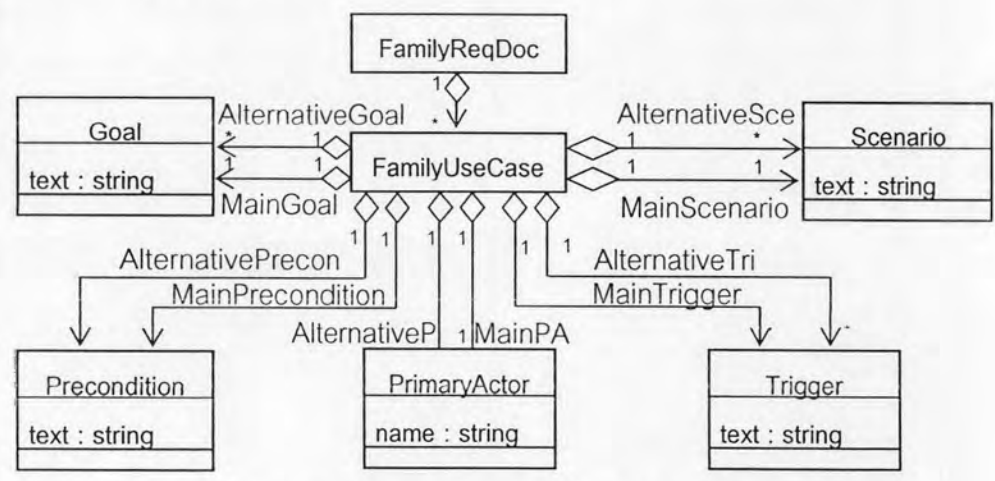 FamilyReqDoc
1
*
AlternativeGoal
AlternativeSce
Goal
* 1
FamilyUseCase
1 *
Scenario
text : string
1 1
1 1
text : string
MainGoal
MainScenario
1 1 1 1 1 1
AlternativePrecon
AlternativeTri
MainPrecondition
MainTrigger
AlternativeP
1 MainPA
Precondition
PrimaryActor
Trigger
text : string
name : string
text : string